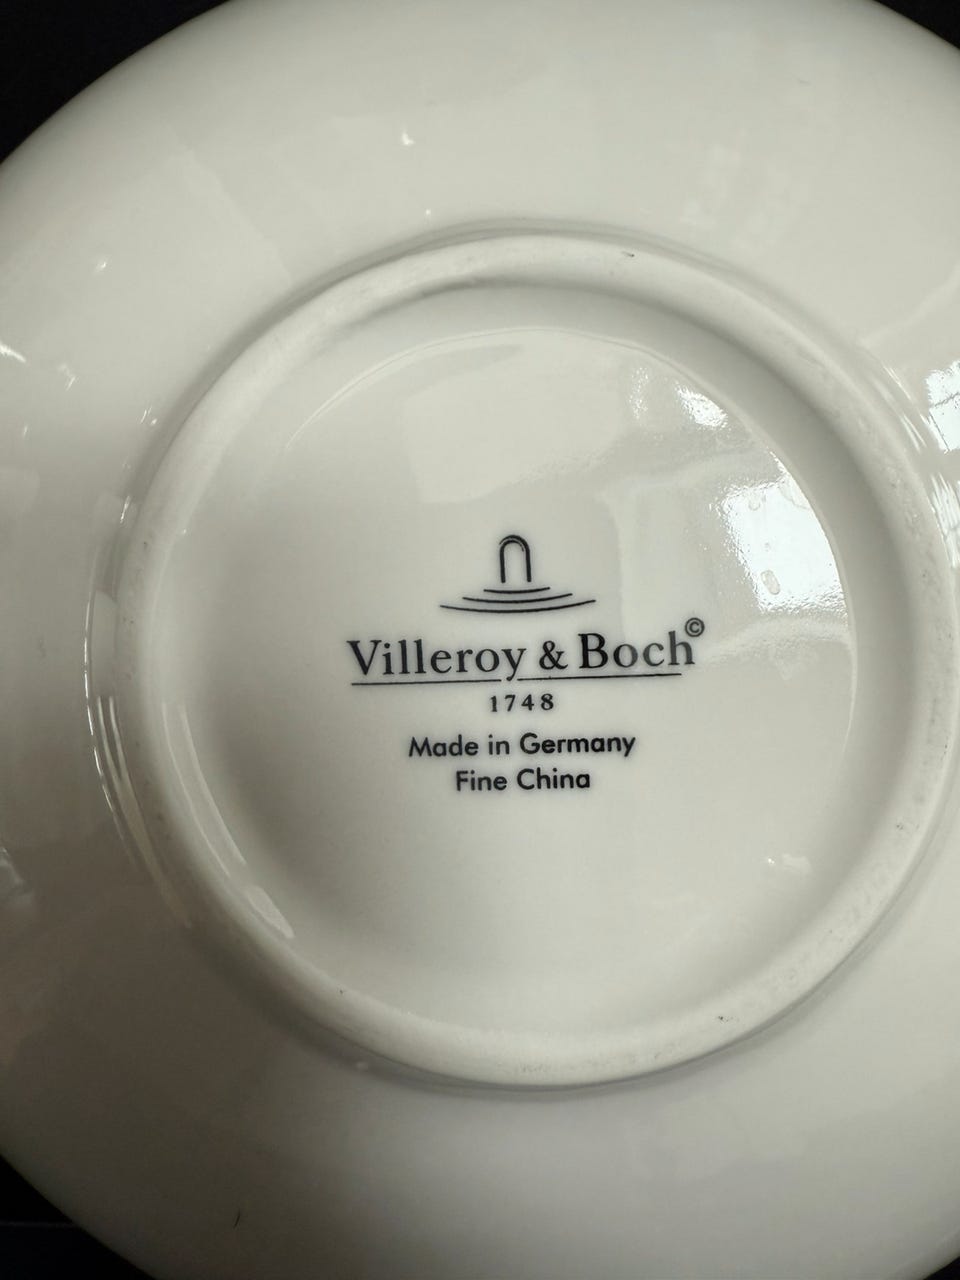 Villeroy & Boch©
1748
Made in Germany
Fine China